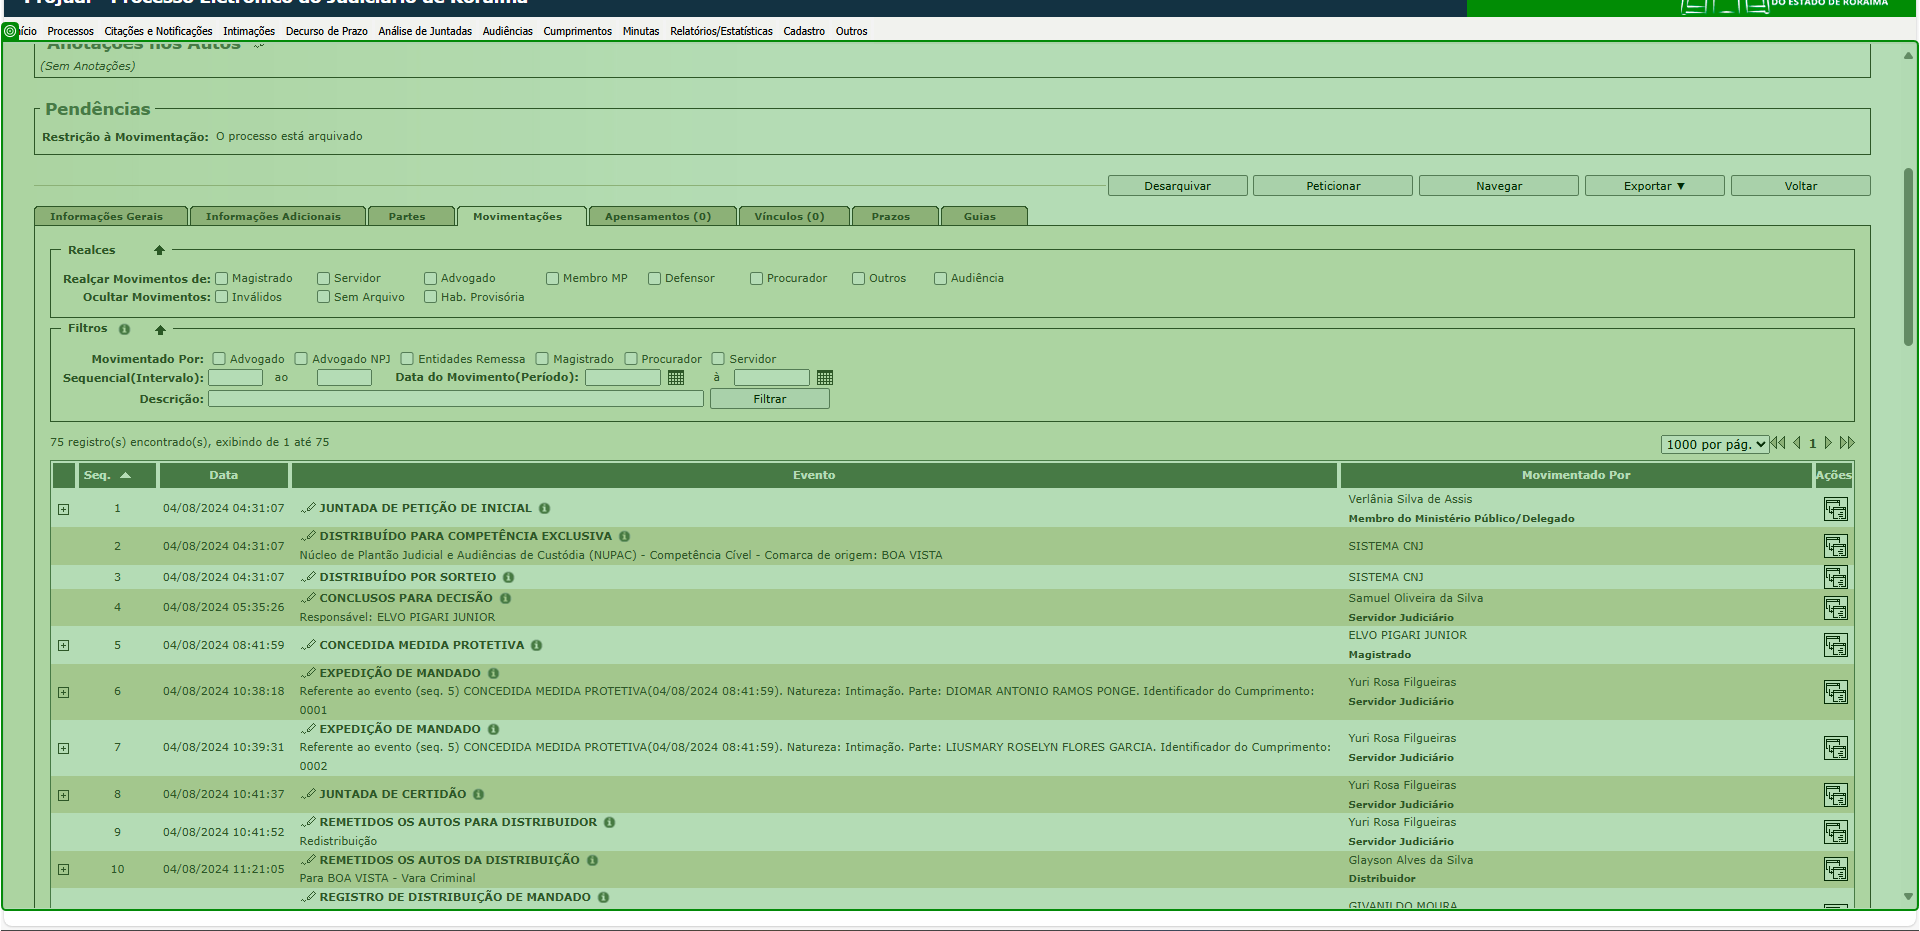 Projudi - Processo Eletrônico do Judiciário de Roraima
DO ESTADO DE RORAIMA
Processos Citações e Notificações Intimações Decurso de Prazo Análise de Juntadas Audiências Cumprimentos Minutas Relatórios/Estatísticas Cadastro Outros
Anotações nos Autos
(Sem Anotações)
Pendências
Restrição à Movimentação: O processo está arquivado
Desarquivar Peticionar Navegar Exportar ▼ Voltar
Informações Gerais Informações Adicionais Partes Movimentações Apensamentos (0) Vínculos (0) Prazos Guias
Realces
Realçar Movimentos de: Magistrado Servidor Advogado Membro MP Defensor Procurador Outros Audiência
Ocultar Movimentos: Inválidos Sem Arquivo Hab. Provisória
Filtros
Movimentado Por: Advogado Advogado NPJ Entidades Remessa Magistrado Procurador Servidor
Sequencial(Intervalo): ao Data do Movimento(Período): à
Descrição: Filtrar
75 registro(s) encontrado(s), exibindo de 1 até 75
1000 por pág. 1
Seq. Data Evento Movimentado Por Ações
1 04/08/2024 04:31:07 JUNTADA DE PETIÇÃO DE INICIAL Verlânia Silva de Assis
Membro do Ministério Público/Delegado
2 04/08/2024 04:31:07 DISTRIBUÍDO PARA COMPETÊNCIA EXCLUSIVA SISTEMA CNJ
Núcleo de Plantão Judicial e Audiências de Custódia (NUPAC) - Competência Cível - Comarca de origem: BOA VISTA
3 04/08/2024 04:31:07 DISTRIBUÍDO POR SORTEIO SISTEMA CNJ
4 04/08/2024 05:35:26 CONCLUSOS PARA DECISÃO Samuel Oliveira da Silva
Responsável: ELVO PIGARI JUNIOR Servidor Judiciário
5 04/08/2024 08:41:59 CONCEDIDA MEDIDA PROTETIVA ELVO PIGARI JUNIOR
Magistrado
6 04/08/2024 10:38:18 EXPEDIÇÃO DE MANDADO Yuri Rosa Filgueiras
Referente ao evento (seq. 5) CONCEDIDA MEDIDA PROTETIVA(04/08/2024 08:41:59). Natureza: Intimação. Parte: DIOMAR ANTONIO RAMOS PONGE. Identificador do Cumprimento:
0001 Servidor Judiciário
7 04/08/2024 10:39:31 EXPEDIÇÃO DE MANDADO Yuri Rosa Filgueiras
Referente ao evento (seq. 5) CONCEDIDA MEDIDA PROTETIVA(04/08/2024 08:41:59). Natureza: Intimação. Parte: LIUSMARY ROSELYN FLORES GARCIA. Identificador do Cumprimento:
0002 Servidor Judiciário
8 04/08/2024 10:41:37 JUNTADA DE CERTIDÃO Yuri Rosa Filgueiras
Servidor Judiciário
9 04/08/2024 10:41:52 REMETIDOS OS AUTOS PARA DISTRIBUIDOR Yuri Rosa Filgueiras
Redistribuição Servidor Judiciário
10 04/08/2024 11:21:05 REMETIDOS OS AUTOS DA DISTRIBUIÇÃO Glayson Alves da Silva
Para BOA VISTA - Vara Criminal Distribuidor
REGISTRO DE DISTRIBUIÇÃO DE MANDADO GIVANILDO MOURA